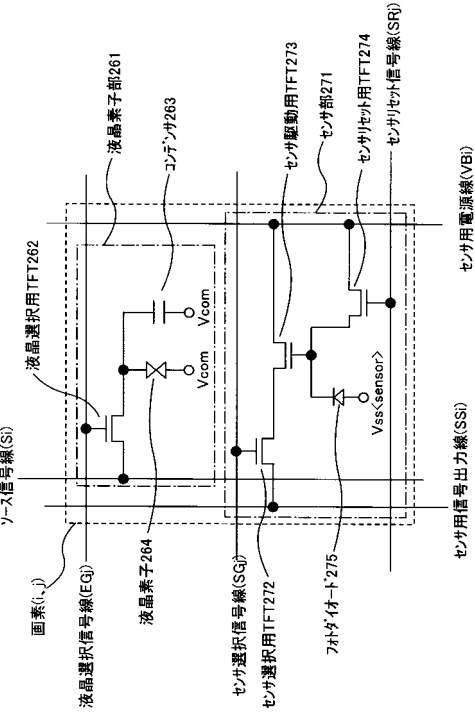 画素(i、j)
ソース信号線(Si)
液晶選択信号線(EGj)
液晶選択用TFT262
液晶素子部261
コンデンサ263
液晶素子264
Vcom
Vcom
センサ選択信号線(SGj)
センサ選択用TFT272
センサ駆動用TFT273
センサ部271
センサリセット用TFT274
センサリセット信号線(SRj)
フォトダイオード275
Vss<sensor>
センサ用信号出力線(SSi)
センサ用電源線(VBi)